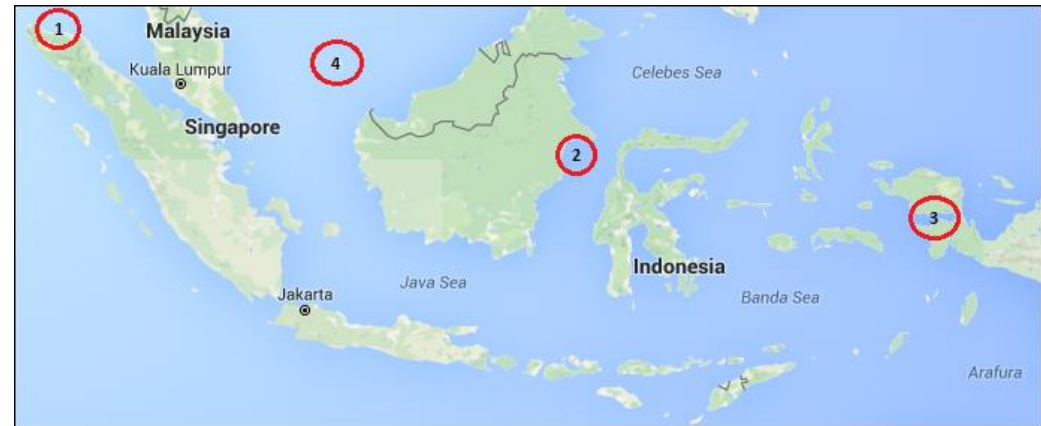 1
Malaysia
4
Kuala Lumpur
Celebes Sea
Singapore
2
3
Indonesia
Java Sea
Jakarta
Banda Sea
Arafura